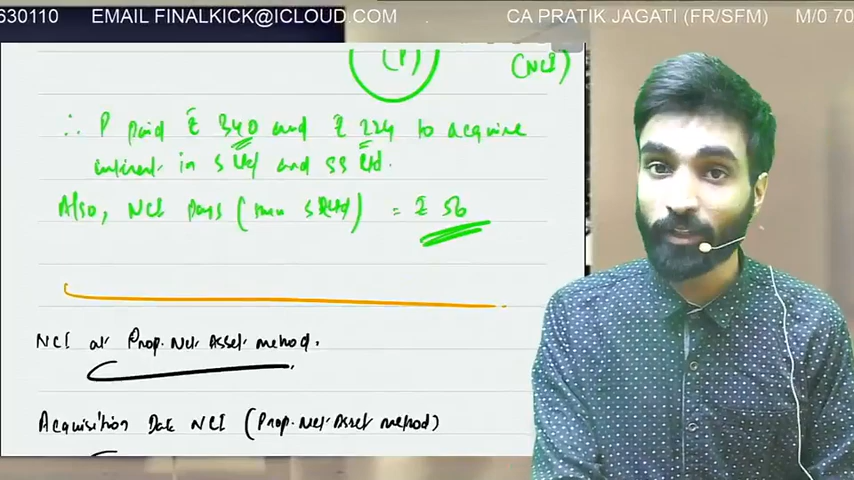 630110 EMAIL FINALKICK@ICLOUD.COM CA PRATIK JAGATI (FR/SFM) M/0 70
(P)
(NCI)
∴ P paid ₹ 340 and ₹ 224 to acquire
interest in S Ltd and SS Ltd.
Also, NCI Pays = ₹ 56
NCI at Prop. Net Asset method.
Acquisition Date NCI (Prop. Net Asset method)